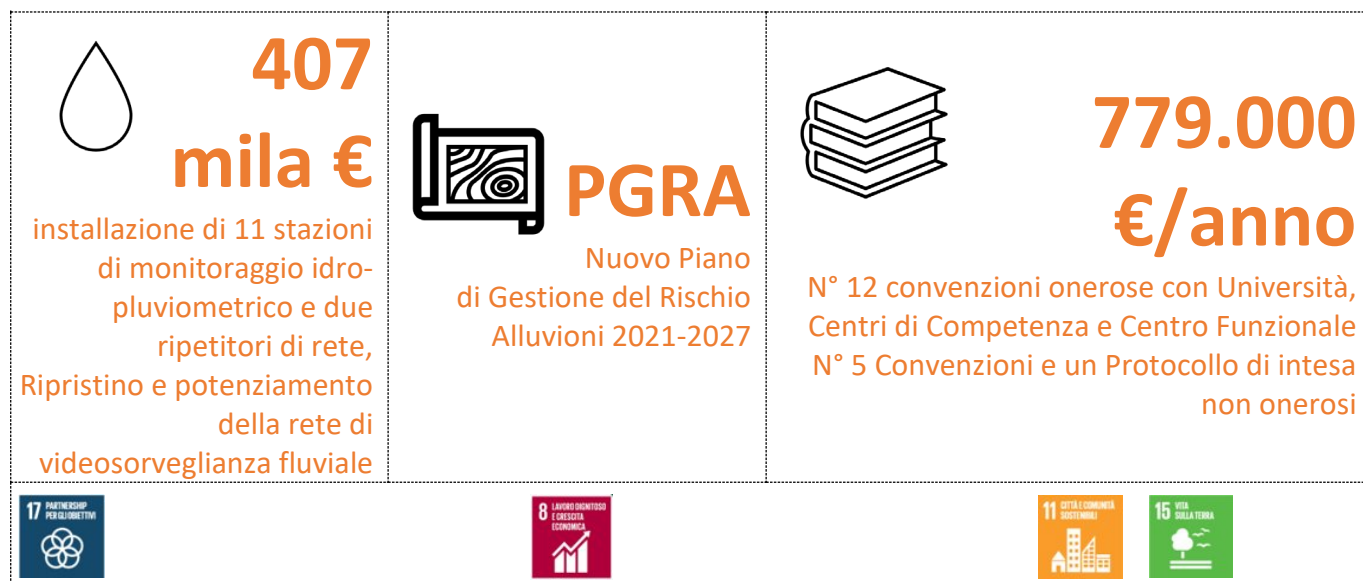 407
mila €
installazione di 11 stazioni
di monitoraggio idro-
pluviometrico e due
ripetitori di rete,
Ripristino e potenziamento
della rete di
videosorveglianza fluviale
PGRA
Nuovo Piano
di Gestione del Rischio
Alluvioni 2021-2027
779.000
€/anno
N° 12 convenzioni onerose con Università,
Centri di Competenza e Centro Funzionale
N° 5 Convenzioni e un Protocollo di intesa
non onerosi
17 PARTNERSHIP
PER GLI OBIETTIVI
8 LAVORO DIGNITOSO
E CRESCITA
ECONOMICA
11 CITTÀ E COMUNITÀ
SOSTENIBILI
15 VITA
SULLA TERRA